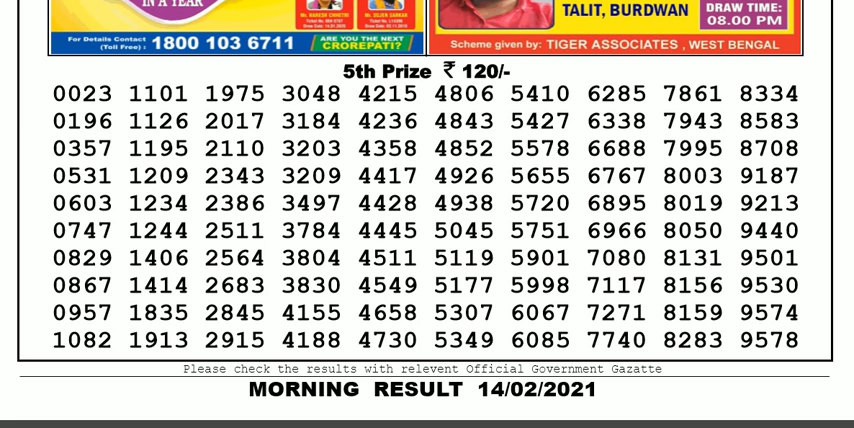 IN A YEAR
Mr. NARESH CHHETRI
Mr. SUJEN SARKAR
For Details Contact
(Toll Free) : 1800 103 6711
ARE YOU THE NEXT
CROREPATI?
TALIT, BURDWAN
DRAW TIME:
08.00 PM
Scheme given by: TIGER ASSOCIATES , WEST BENGAL
5th Prize ₹ 120/-
0023 1101 1975 3048 4215 4806 5410 6285 7861 8334
0196 1126 2017 3184 4236 4843 5427 6338 7943 8583
0357 1195 2110 3203 4358 4852 5578 6688 7995 8708
0531 1209 2343 3209 4417 4926 5655 6767 8003 9187
0603 1234 2386 3497 4428 4938 5720 6895 8019 9213
0747 1244 2511 3784 4445 5045 5751 6966 8050 9440
0829 1406 2564 3804 4511 5119 5901 7080 8131 9501
0867 1414 2683 3830 4549 5177 5998 7117 8156 9530
0957 1835 2845 4155 4658 5307 6067 7271 8159 9574
1082 1913 2915 4188 4730 5349 6085 7740 8283 9578
Please check the results with relevent Official Government Gazatte
MORNING RESULT 14/02/2021